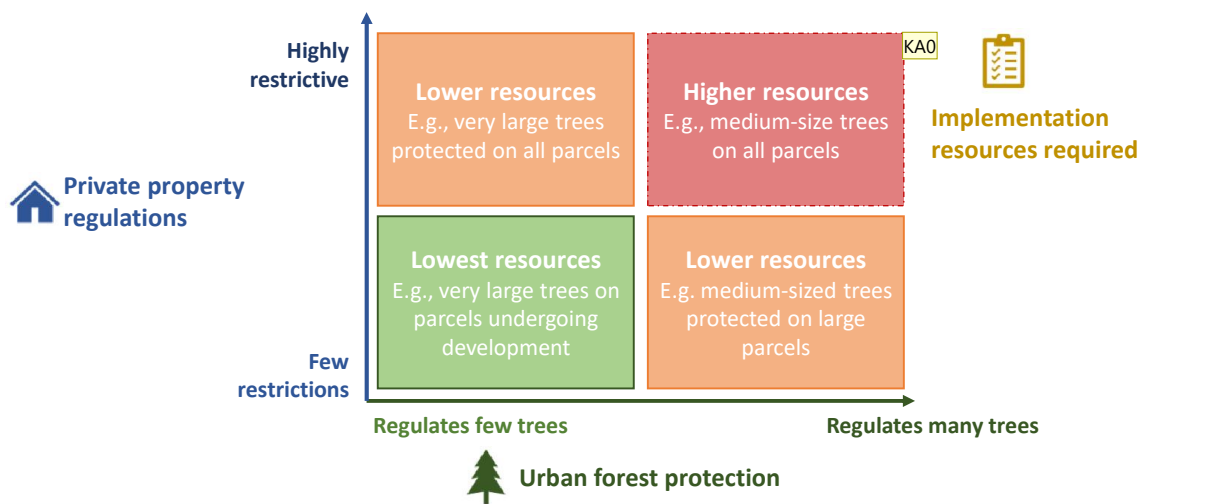 Highly
restrictive
Lower resources
E.g., very large trees
protected on all parcels
Higher resources
E.g., medium-size trees
on all parcels
KA0
Implementation
resources required
Private property
regulations
Lowest resources
E.g., very large trees on
parcels undergoing
development
Lower resources
E.g. medium-sized trees
protected on large
parcels
Few
restrictions
Regulates few trees
Regulates many trees
Urban forest protection